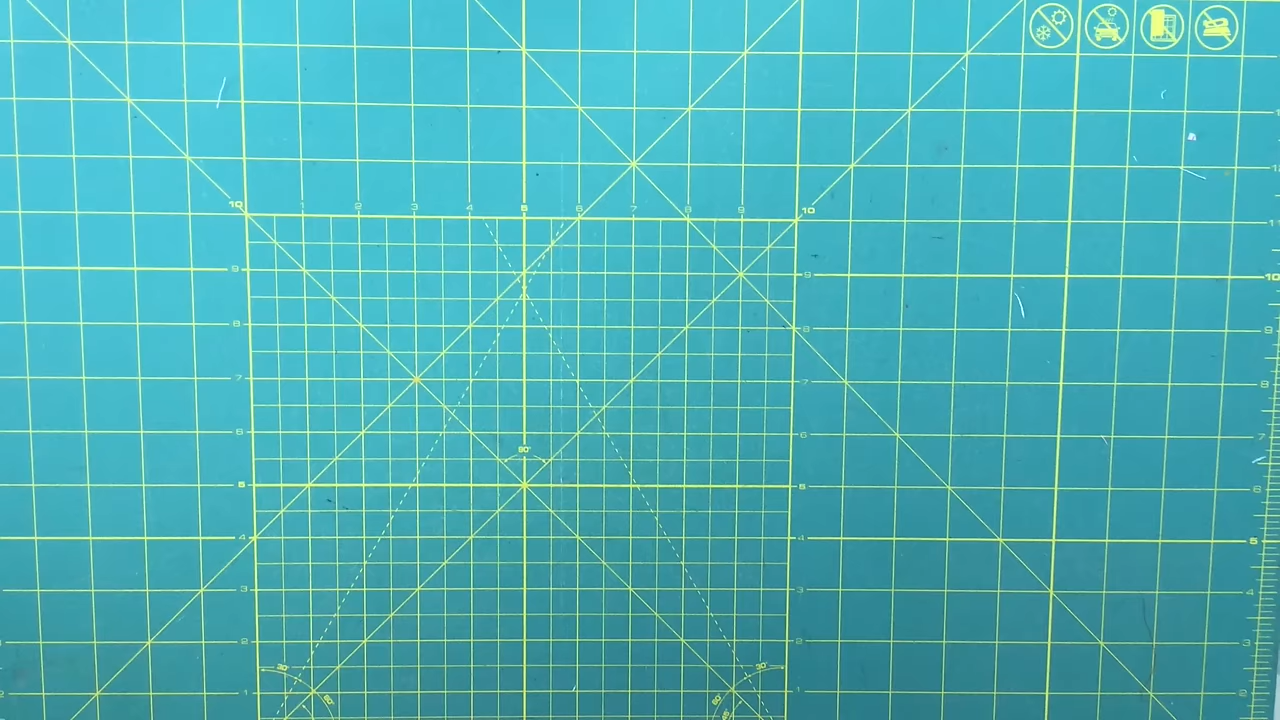 10 1 2 3 4 5 6 7 8 9 10
9 9 10
8 8 9
7 7 8
6 6 7
5 5 6
4 4 5
3 3 4
2 2 3
30° 30°
1 1 2
90°
60° 60°
45°